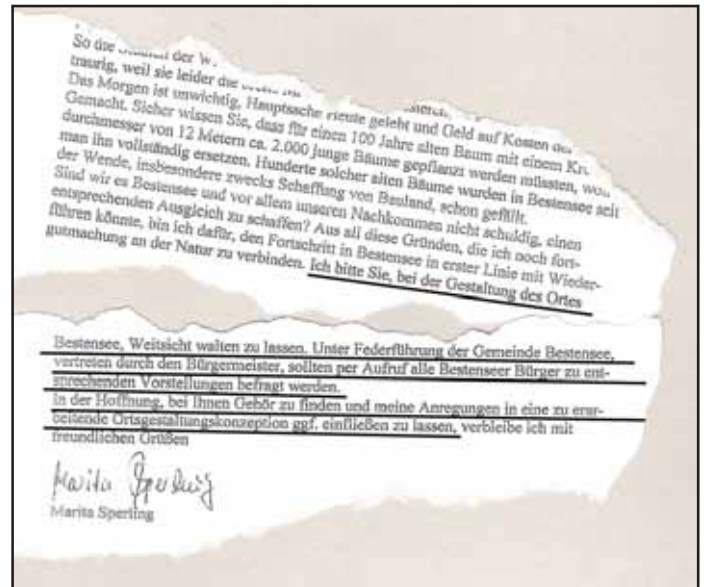 So die der W
traurig, weil sie leider die
Das Morgen ist unwichtig, Hauptsache Heute gelebt und Geld auf Kosten
Gemacht. Sicher wissen Sie, dass für einen 100 Jahre alten Baum mit einem Kr
durchmesser von 12 Metern ca. 2.000 junge Bäume gepflanzt werden müssten,
man ihn vollständig ersetzen. Hunderte solcher alten Bäume wurden in Bestensee seit
der Wende, insbesondere zwecks Schaffung von Bauland, schon gefällt.
Sind wir es Bestensee und vor allem unseren Nachkommen nicht schuldig, einen
entsprechenden Ausgleich zu schaffen? Aus all diese Gründen, die ich noch fort-
führen könnte, bin ich dafür, den Fortschritt in Bestensee in erster Linie mit Wieder-
gutmachung an der Natur zu verbinden. Ich bitte Sie, bei der Gestaltung des Ortes
Bestensee, Weitsicht walten zu lassen. Unter Federführung der Gemeinde Bestensee,
vertreten durch den Bürgermeister, sollten per Aufruf alle Bestenseer Bürger zu ent-
sprechenden Vorstellungen befragt werden.
In der Hoffnung, bei Ihnen Gehör zu finden und meine Anregungen in eine zu erar-
beitende Ortsgestaltungskonzeption ggf. einfließen zu lassen, verbleibe ich mit
freundlichen Grüßen
Marita Sperling
Marita Sperling